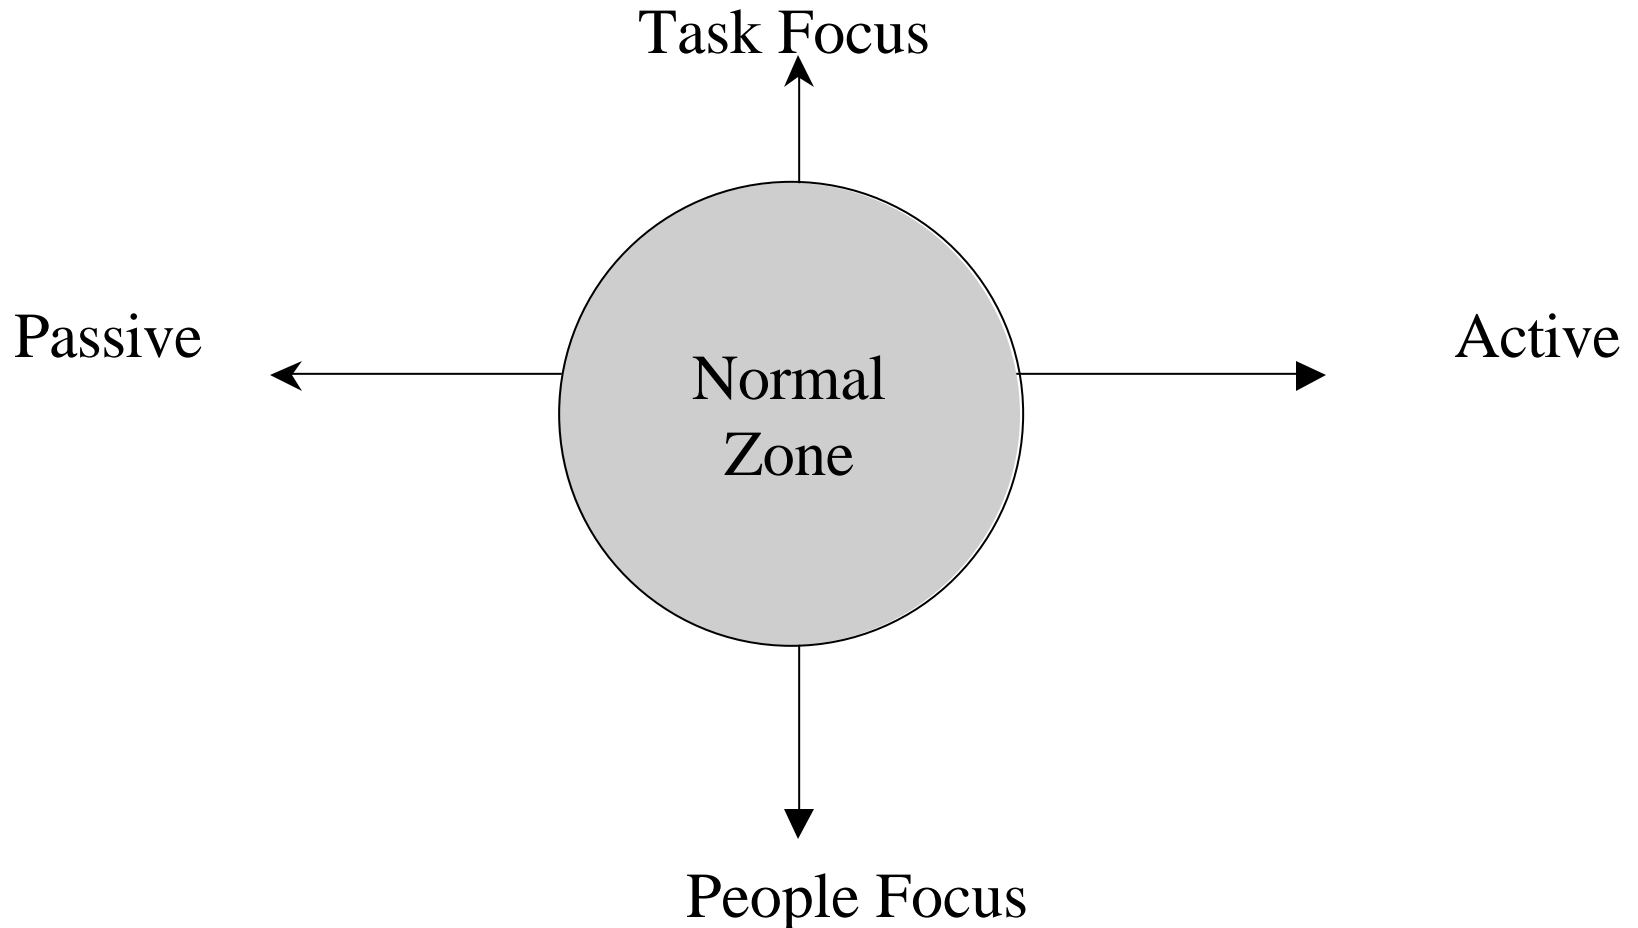 Task Focus
Passive
Active
Normal
Zone
People Focus